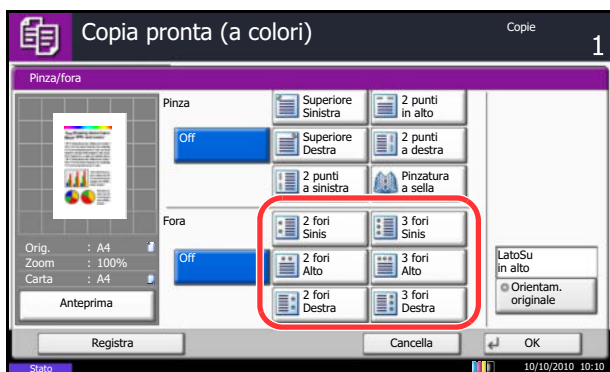 Copia pronta (a colori)
Copie
1
Pinza/fora
Pinza
Off
Superiore
Sinistra
2 punti
in alto
Superiore
Destra
2 punti
a destra
2 punti
a sinistra
Pinzatura
a sella
Fora
Off
2 fori
Sinis
3 fori
Sinis
2 fori
Alto
3 fori
Alto
2 fori
Destra
3 fori
Destra
Orig. : A4
Zoom : 100%
Carta : A4
Anteprima
LatoSu
in alto
Orientam.
originale
Registra
Cancella
OK
Stato
10/10/2010 10:10